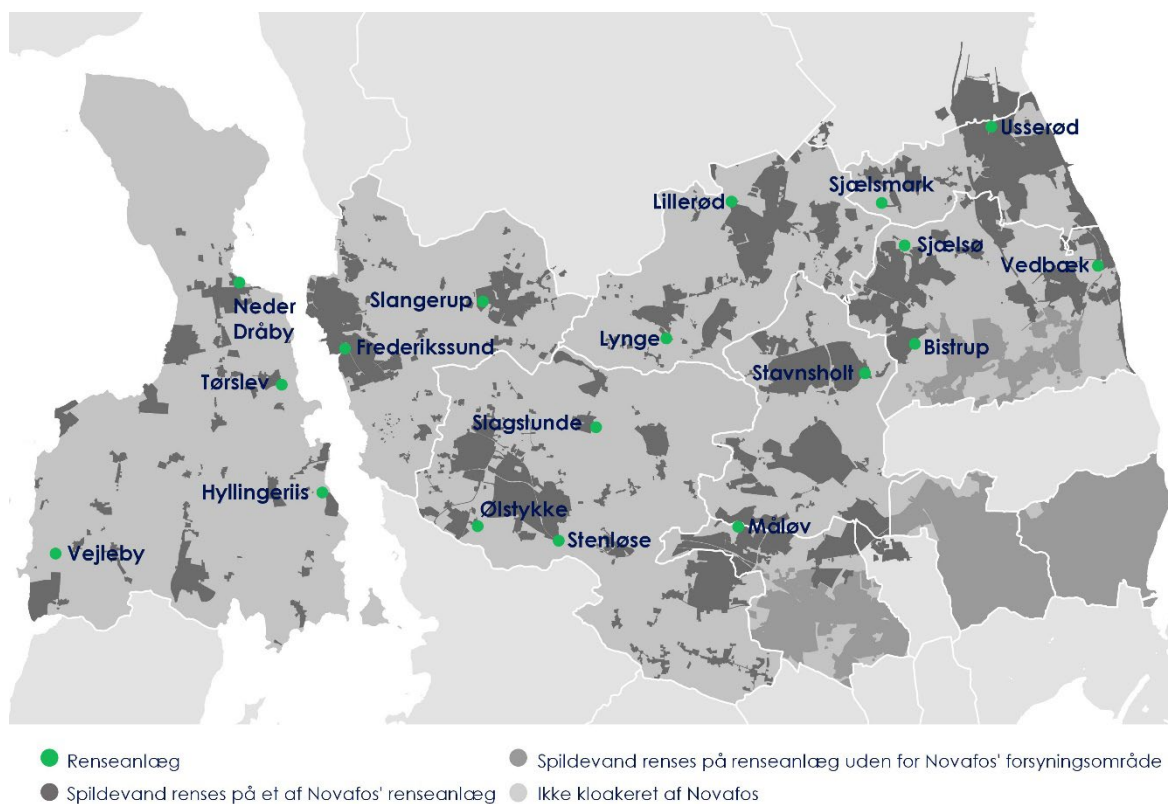 Usserød
Sjælsmark
Lillerød
Sjælsø
Vedbæk
Neder
Dråby
Slangerup
Lynge
Bistrup
Frederikssund
Stavnsholt
Tørslev
Slagslunde
Hyllingeriis
Ølstykke
Måløv
Stenløse
Vejleby
Renseanlæg
Spildevand renses på renseanlæg uden for Novafos' forsyningsområde
Spildevand renses på et af Novafos' renseanlæg
Ikke kloakeret af Novafos